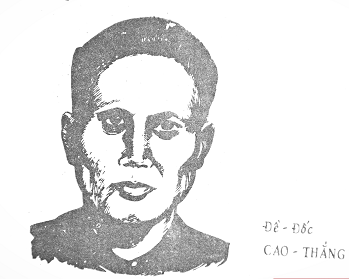 Đề - Đốc
CAO - THẮNG